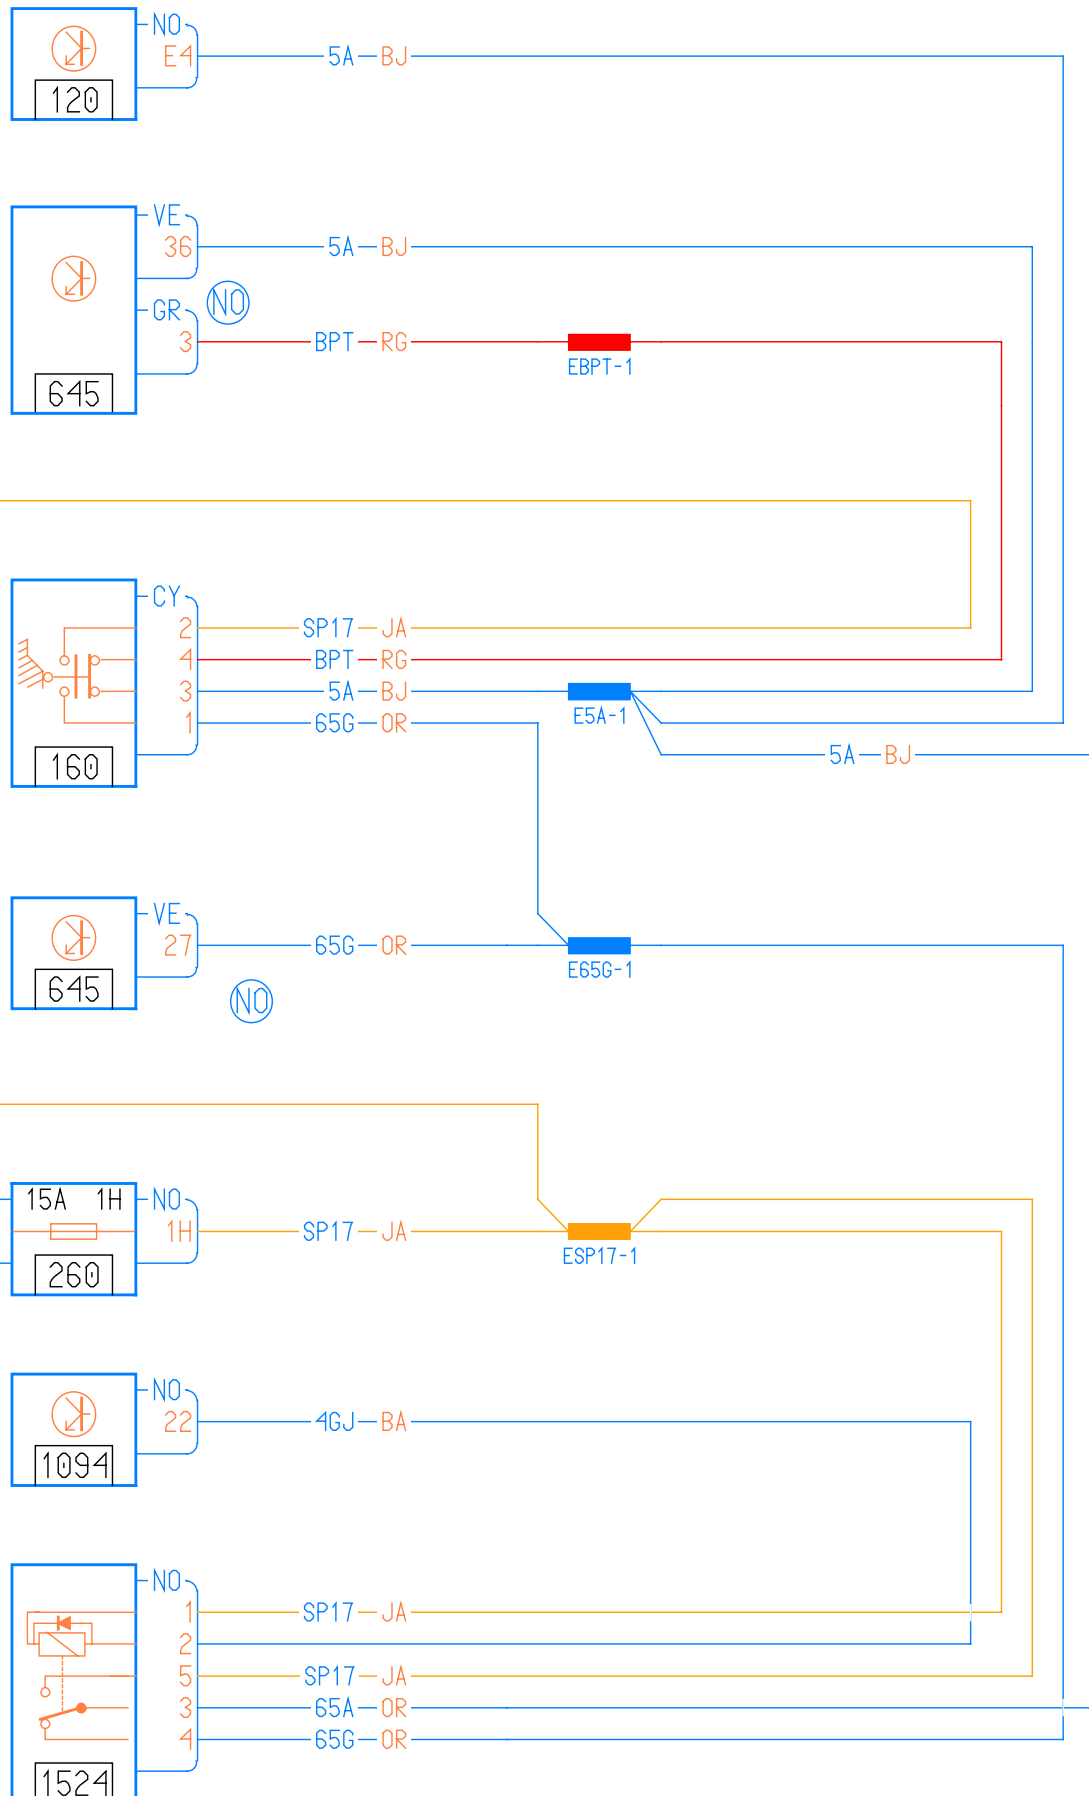 NO
E4 5A BJ
120
VE
36 5A BJ
GR NO
3 BPT RG
EBPT-1
645
CY
2 SP17 JA
4 BPT RG
3 5A BJ
E5A-1
1 65G OR
5A BJ
160
VE
27 65G OR
E65G-1
645
NO
15A 1H NO
1H SP17 JA
ESP17-1
260
NO
22 4GJ BA
1094
NO
1 SP17 JA
2
5 SP17 JA
3 65A OR
4 65G OR
1524